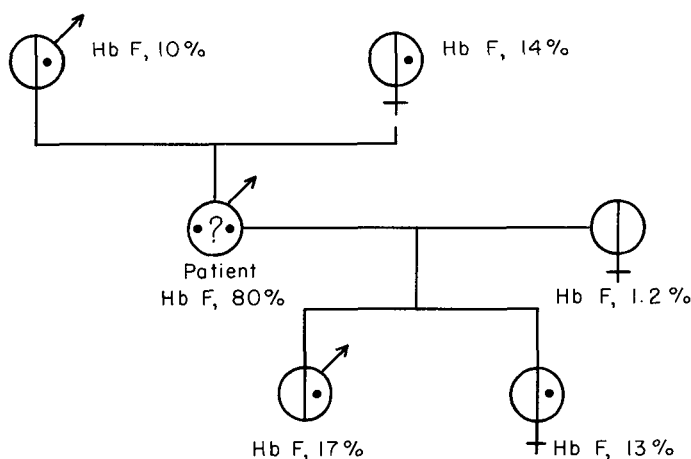 Hb F, 10%
Hb F, 14%
?
Patient
Hb F, 80%
Hb F, 1.2%
Hb F, 17%
Hb F, 13%